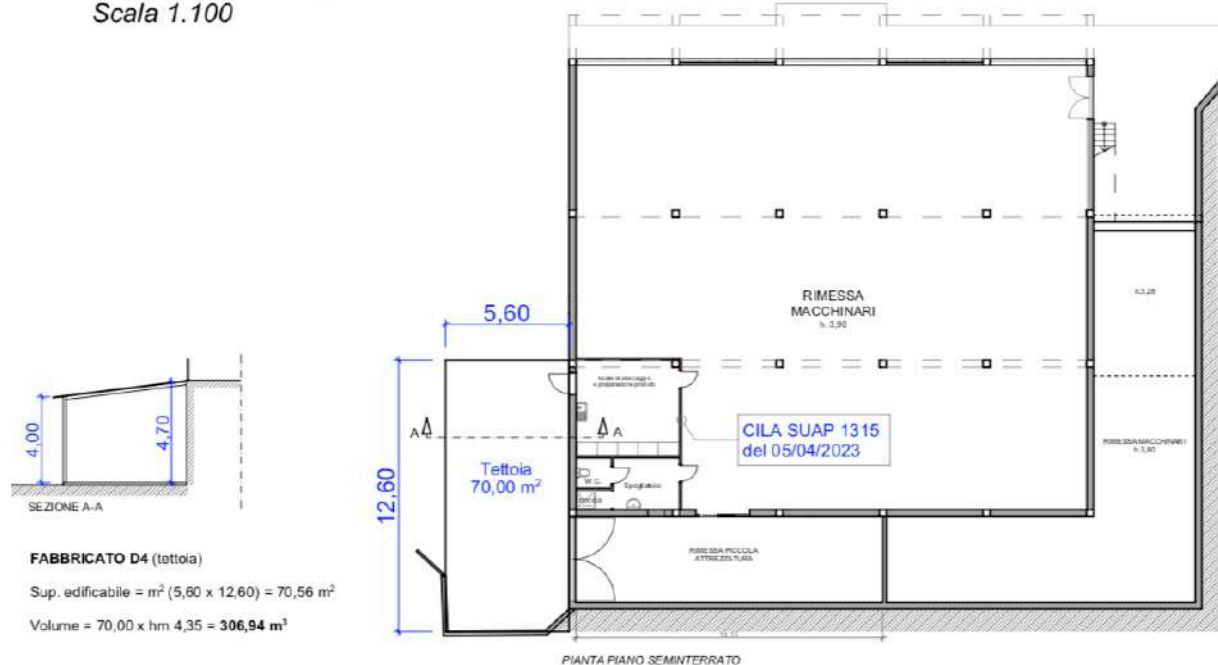 Scala 1.100
5,60
RIMESSA
MACCHINARI
h. 3,90
4,00
4,70
SEZIONE A-A
12,60
A
A
Tettoia
70,00 m²
CILA SUAP 1315
del 05/04/2023
W.C.
Spogliatoio
RIMESSA MACCHINARI
RIMESSA PICCOLA
ATTREZZATURA
FABBRICATO D4 (tettoia)
Sup. edificabile = m² (5,60 x 12,60) = 70,56 m²
Volume = 70,00 x hm 4,35 = 306,94 m³
PIANTA PIANO SEMINTERRATO